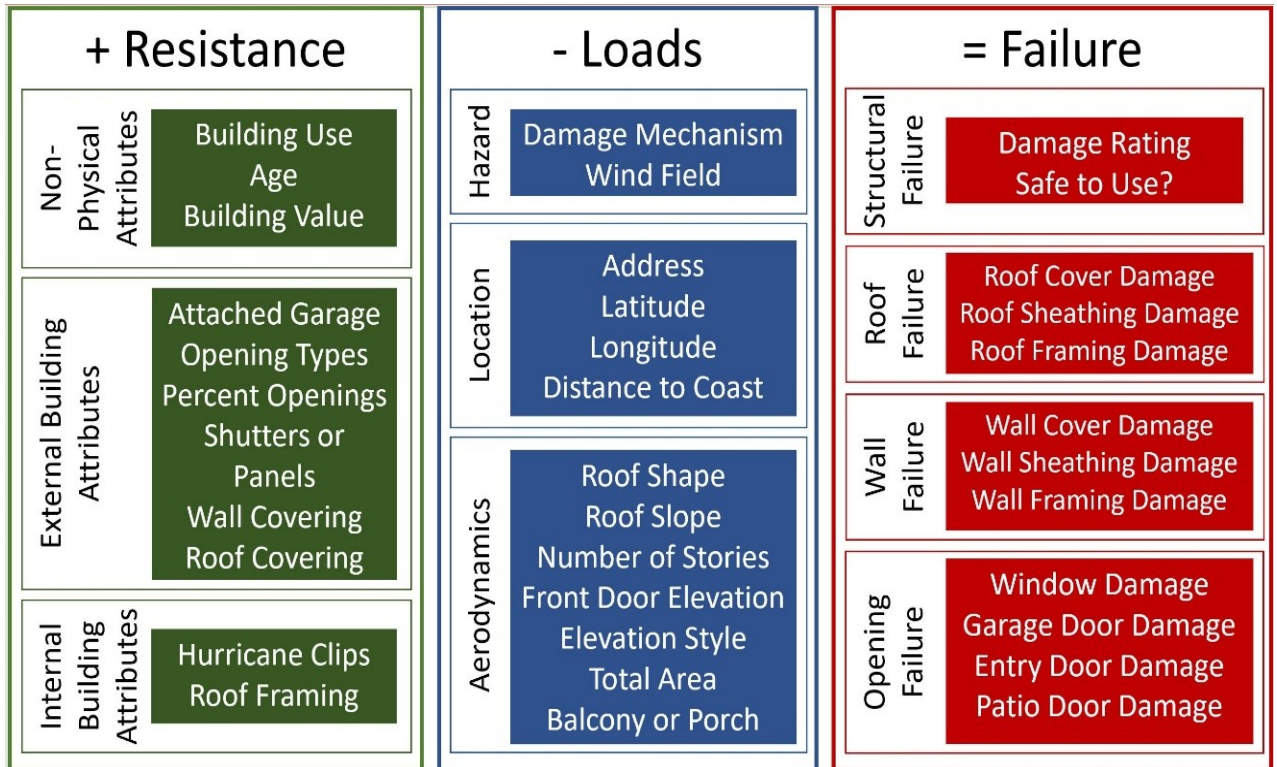 + Resistance
Non-
Physical
Attributes
Building Use
Age
Building Value
External Building
Attributes
Attached Garage
Opening Types
Percent Openings
Shutters or
Panels
Wall Covering
Roof Covering
Internal
Building
Attributes
Hurricane Clips
Roof Framing
- Loads
Hazard
Damage Mechanism
Wind Field
Location
Address
Latitude
Longitude
Distance to Coast
Aerodynamics
Roof Shape
Roof Slope
Number of Stories
Front Door Elevation
Elevation Style
Total Area
Balcony or Porch
= Failure
Structural
Failure
Damage Rating
Safe to Use?
Roof
Failure
Roof Cover Damage
Roof Sheathing Damage
Roof Framing Damage
Wall
Failure
Wall Cover Damage
Wall Sheathing Damage
Wall Framing Damage
Opening
Failure
Window Damage
Garage Door Damage
Entry Door Damage
Patio Door Damage